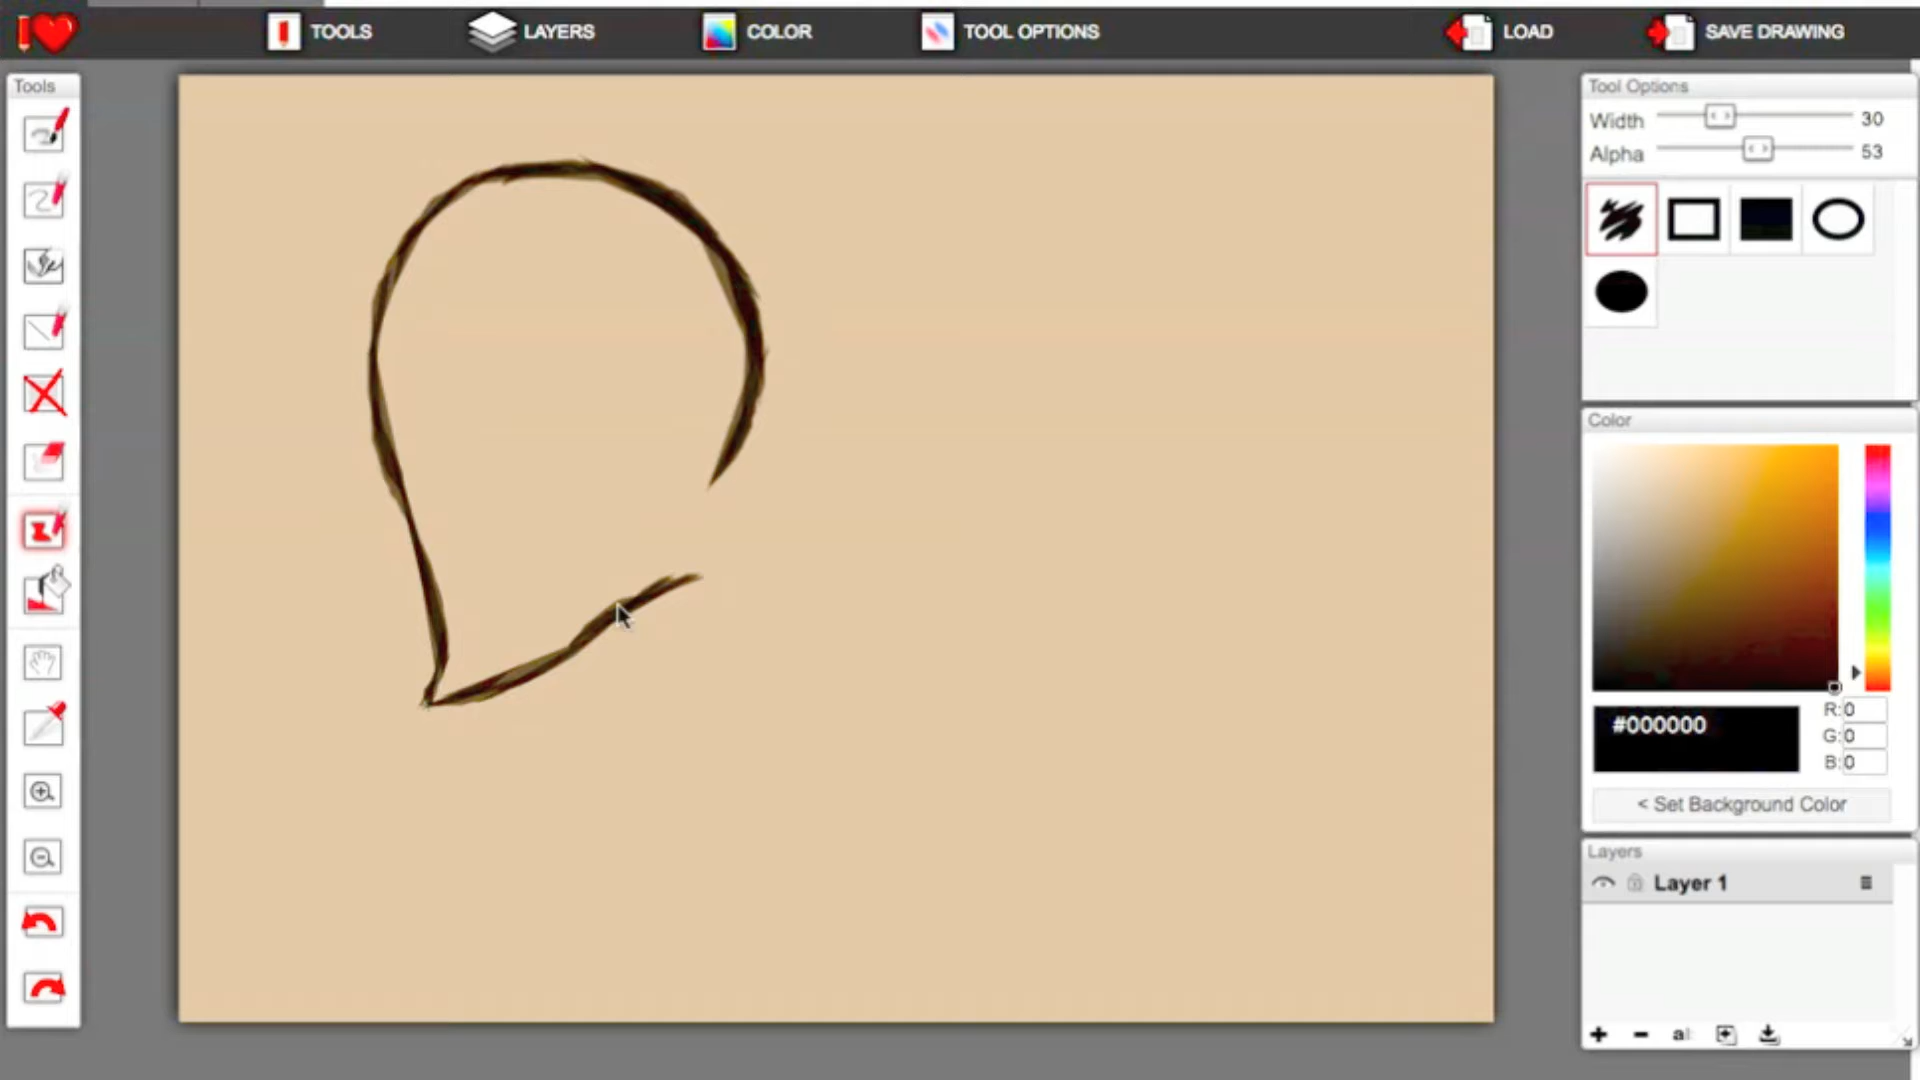 TOOLS
LAYERS
COLOR
TOOL OPTIONS
LOAD
SAVE DRAWING
Tools
Tool Options
Width 30
Alpha 53
Color
#000000
R: 0
G: 0
B: 0
< Set Background Color
Layers
Layer 1